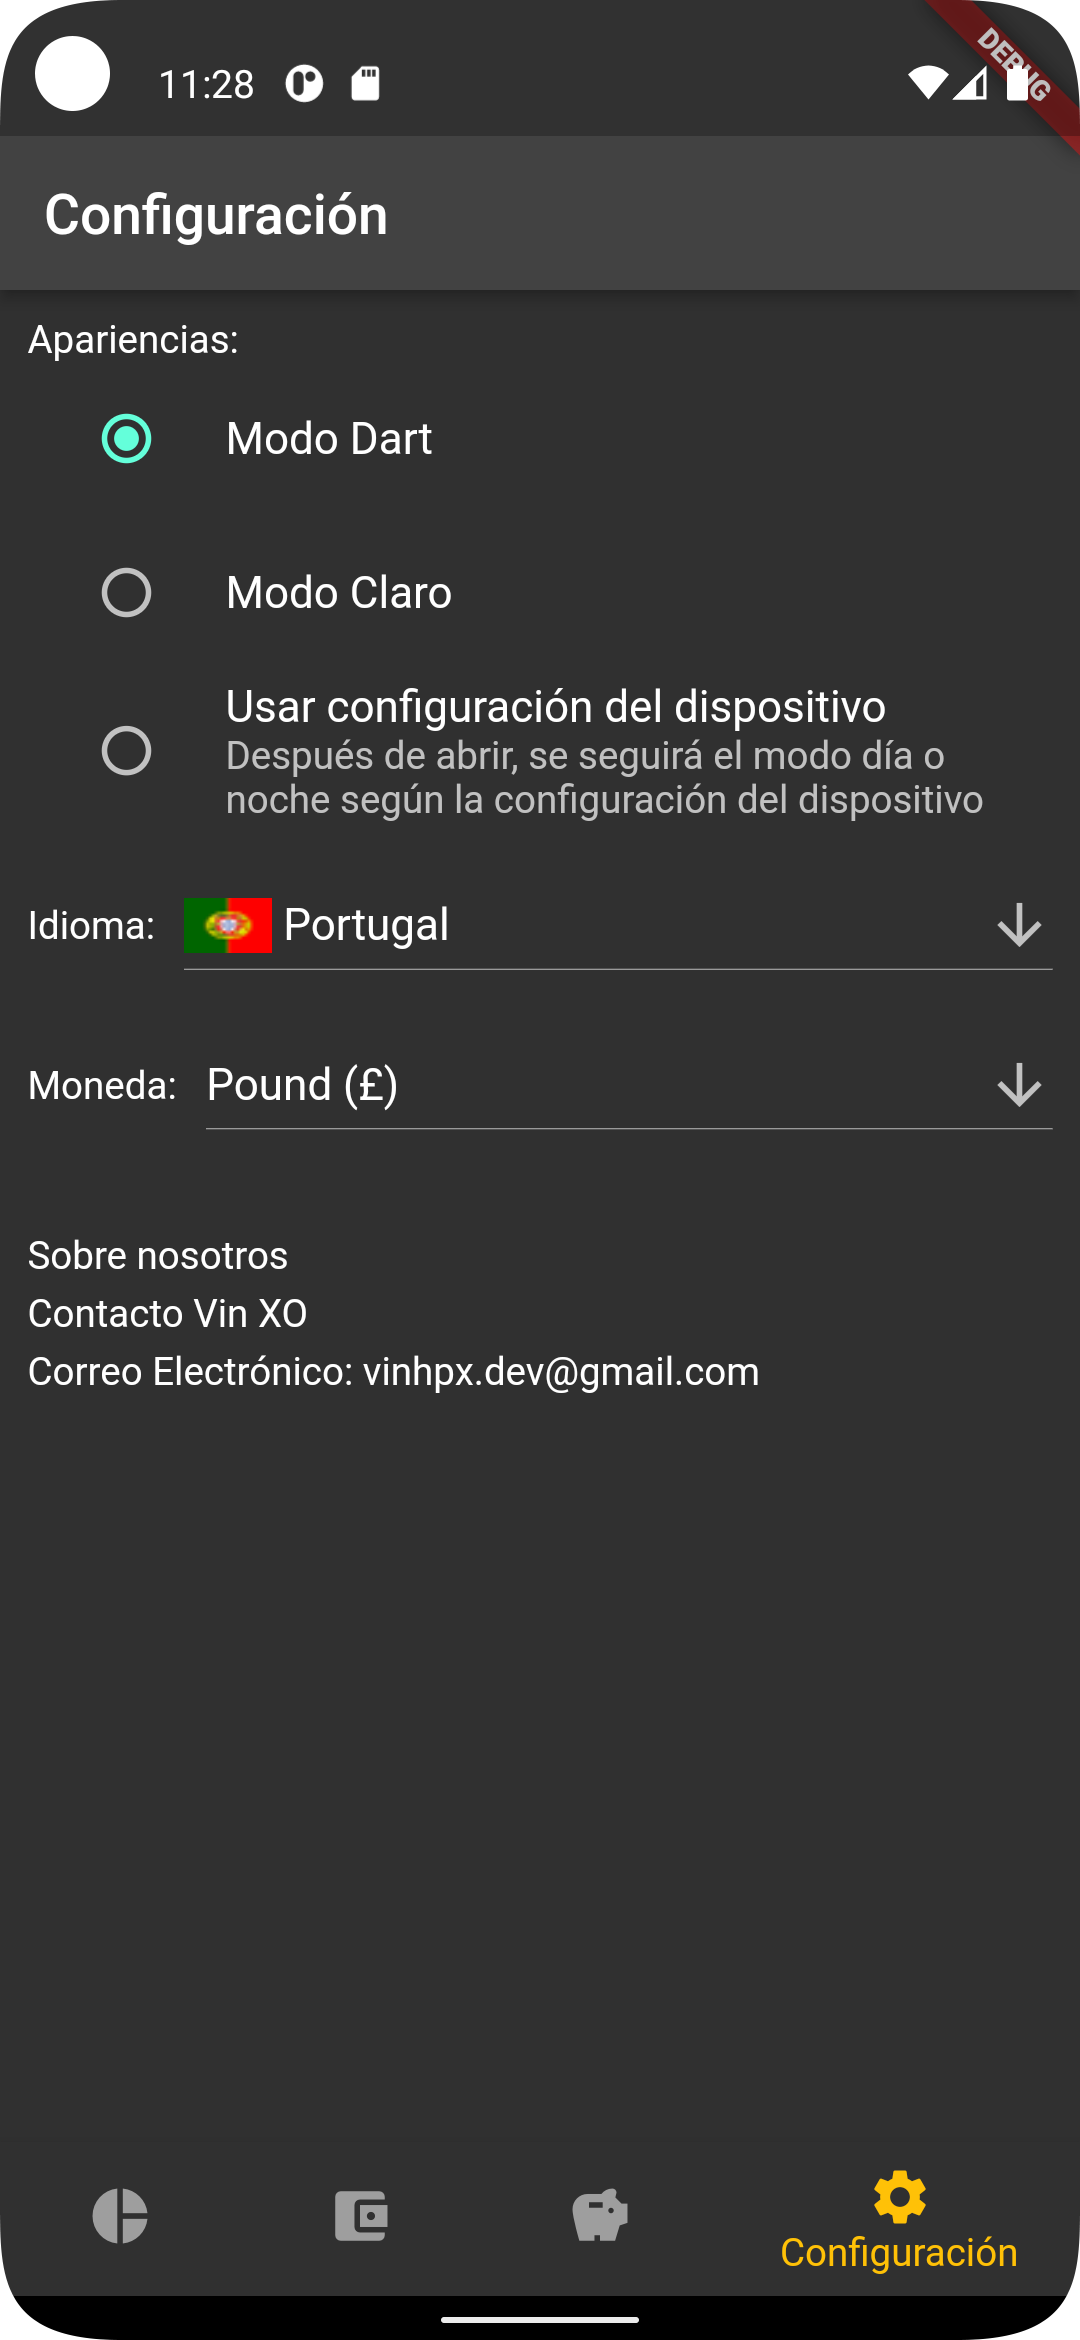 11:28
DEBUG
Configuración
Apariencias:
Modo Dart
Modo Claro
Usar configuración del dispositivo
Después de abrir, se seguirá el modo día o
noche según la configuración del dispositivo
Idioma: Portugal
Moneda: Pound (£)
Sobre nosotros
Contacto Vin XO
Correo Electrónico: vinhpx.dev@gmail.com
Configuración